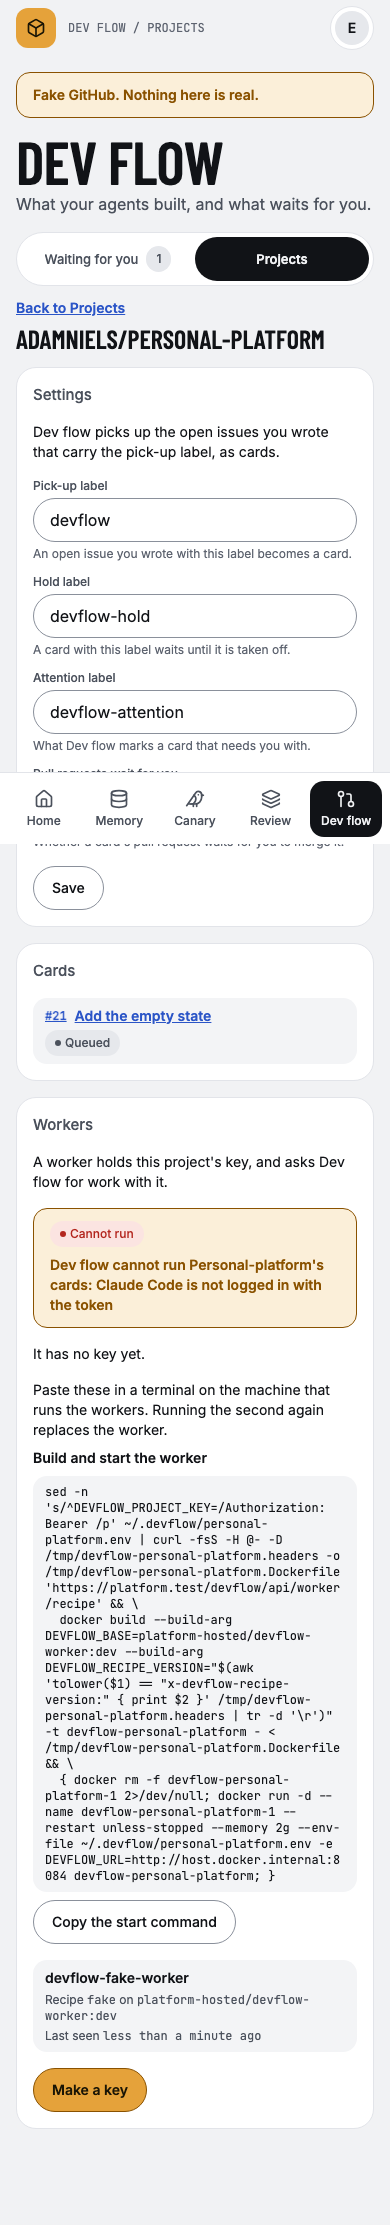 DEV FLOW / PROJECTS
E
Fake GitHub. Nothing here is real.
DEV FLOW
What your agents built, and what waits for you.
Waiting for you 1
Projects
Back to Projects
ADAMNIELS/PERSONAL-PLATFORM
Settings
Dev flow picks up the open issues you wrote
that carry the pick-up label, as cards.
Pick-up label
devflow
An open issue you wrote with this label becomes a card.
Hold label
devflow-hold
A card with this label waits until it is taken off.
Attention label
devflow-attention
What Dev flow marks a card that needs you with.
Home
Memory
Canary
Review
Dev flow
Save
Cards
#21 Add the empty state
Queued
Workers
A worker holds this project's key, and asks Dev
flow for work with it.
Cannot run
Dev flow cannot run Personal-platform's
cards: Claude Code is not logged in with
the token
It has no key yet.
Paste these in a terminal on the machine that
runs the workers. Running the second again
replaces the worker.
Build and start the worker
sed -n
's/^DEVFLOW_PROJECT_KEY=/Authorization:
Bearer /p' ~/.devflow/personal-
platform.env | curl -fsS -H @- -D
/tmp/devflow-personal-platform.headers -o
/tmp/devflow-personal-platform.Dockerfile
'https://platform.test/devflow/api/worker
/recipe' && \
docker build --build-arg
DEVFLOW_BASE=platform-hosted/devflow-
worker:dev --build-arg
DEVFLOW_RECIPE_VERSION="$(awk
'tolower($1) == "x-devflow-recipe-
version:" { print $2 }' /tmp/devflow-
personal-platform.headers | tr -d '\r')"
-t devflow-personal-platform - <
/tmp/devflow-personal-platform.Dockerfile
&& \
{ docker rm -f devflow-personal-
platform-1 2>/dev/null; docker run -d --
name devflow-personal-platform-1 --
restart unless-stopped --memory 2g --env-
file ~/.devflow/personal-platform.env -e
DEVFLOW_URL=http://host.docker.internal:8
084 devflow-personal-platform; }
Copy the start command
devflow-fake-worker
Recipe fake on platform-hosted/devflow-
worker:dev
Last seen less than a minute ago
Make a key